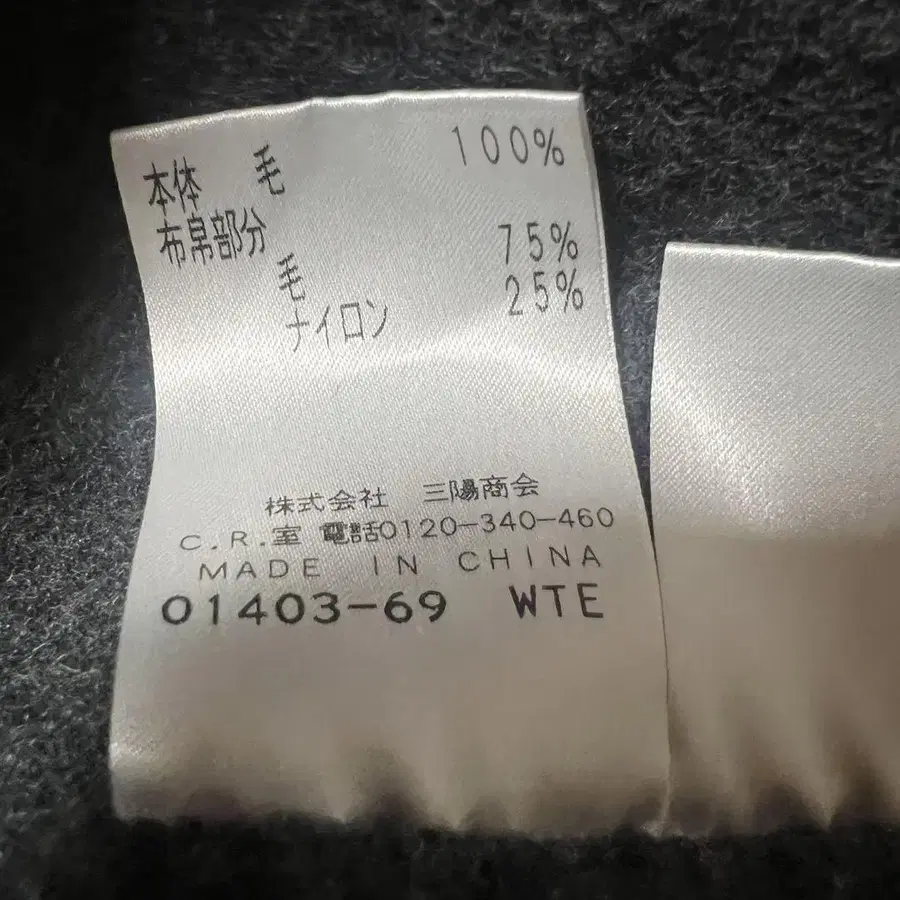 本体 毛 100%
布帛部分
毛 75%
ナイロン 25%
株式会社 三陽商会
C.R.室 電話0120-340-460
MADE IN CHINA
01403-69 WTE